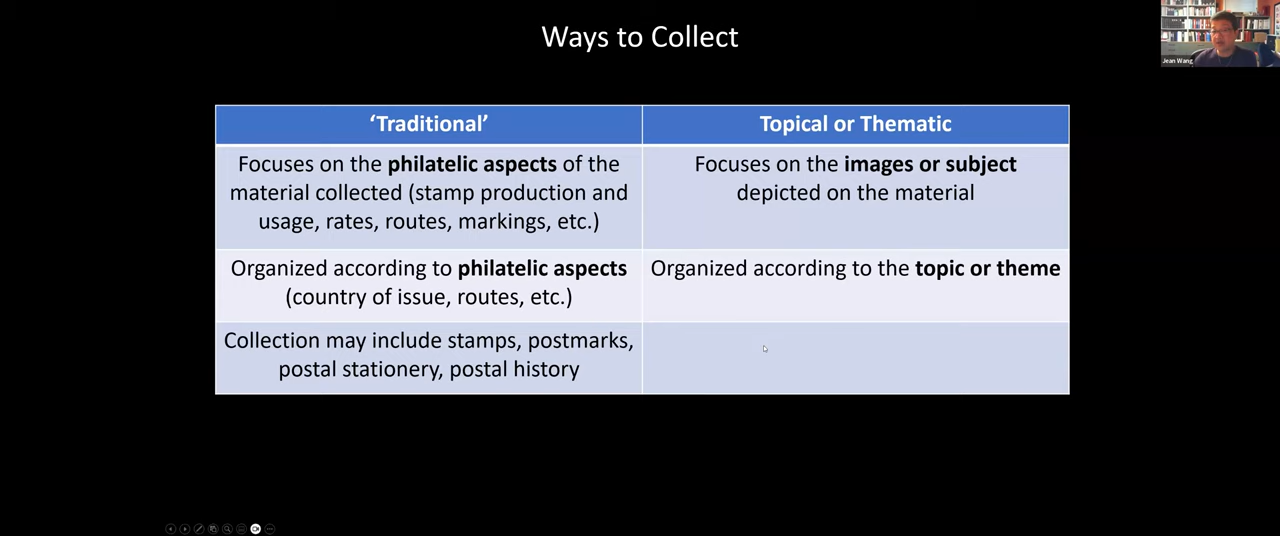 Ways to Collect
Jean Wang
‘Traditional’
Topical or Thematic
Focuses on the philatelic aspects of the
material collected (stamp production and
usage, rates, routes, markings, etc.)
Focuses on the images or subject
depicted on the material
Organized according to philatelic aspects
(country of issue, routes, etc.)
Organized according to the topic or theme
Collection may include stamps, postmarks,
postal stationery, postal history